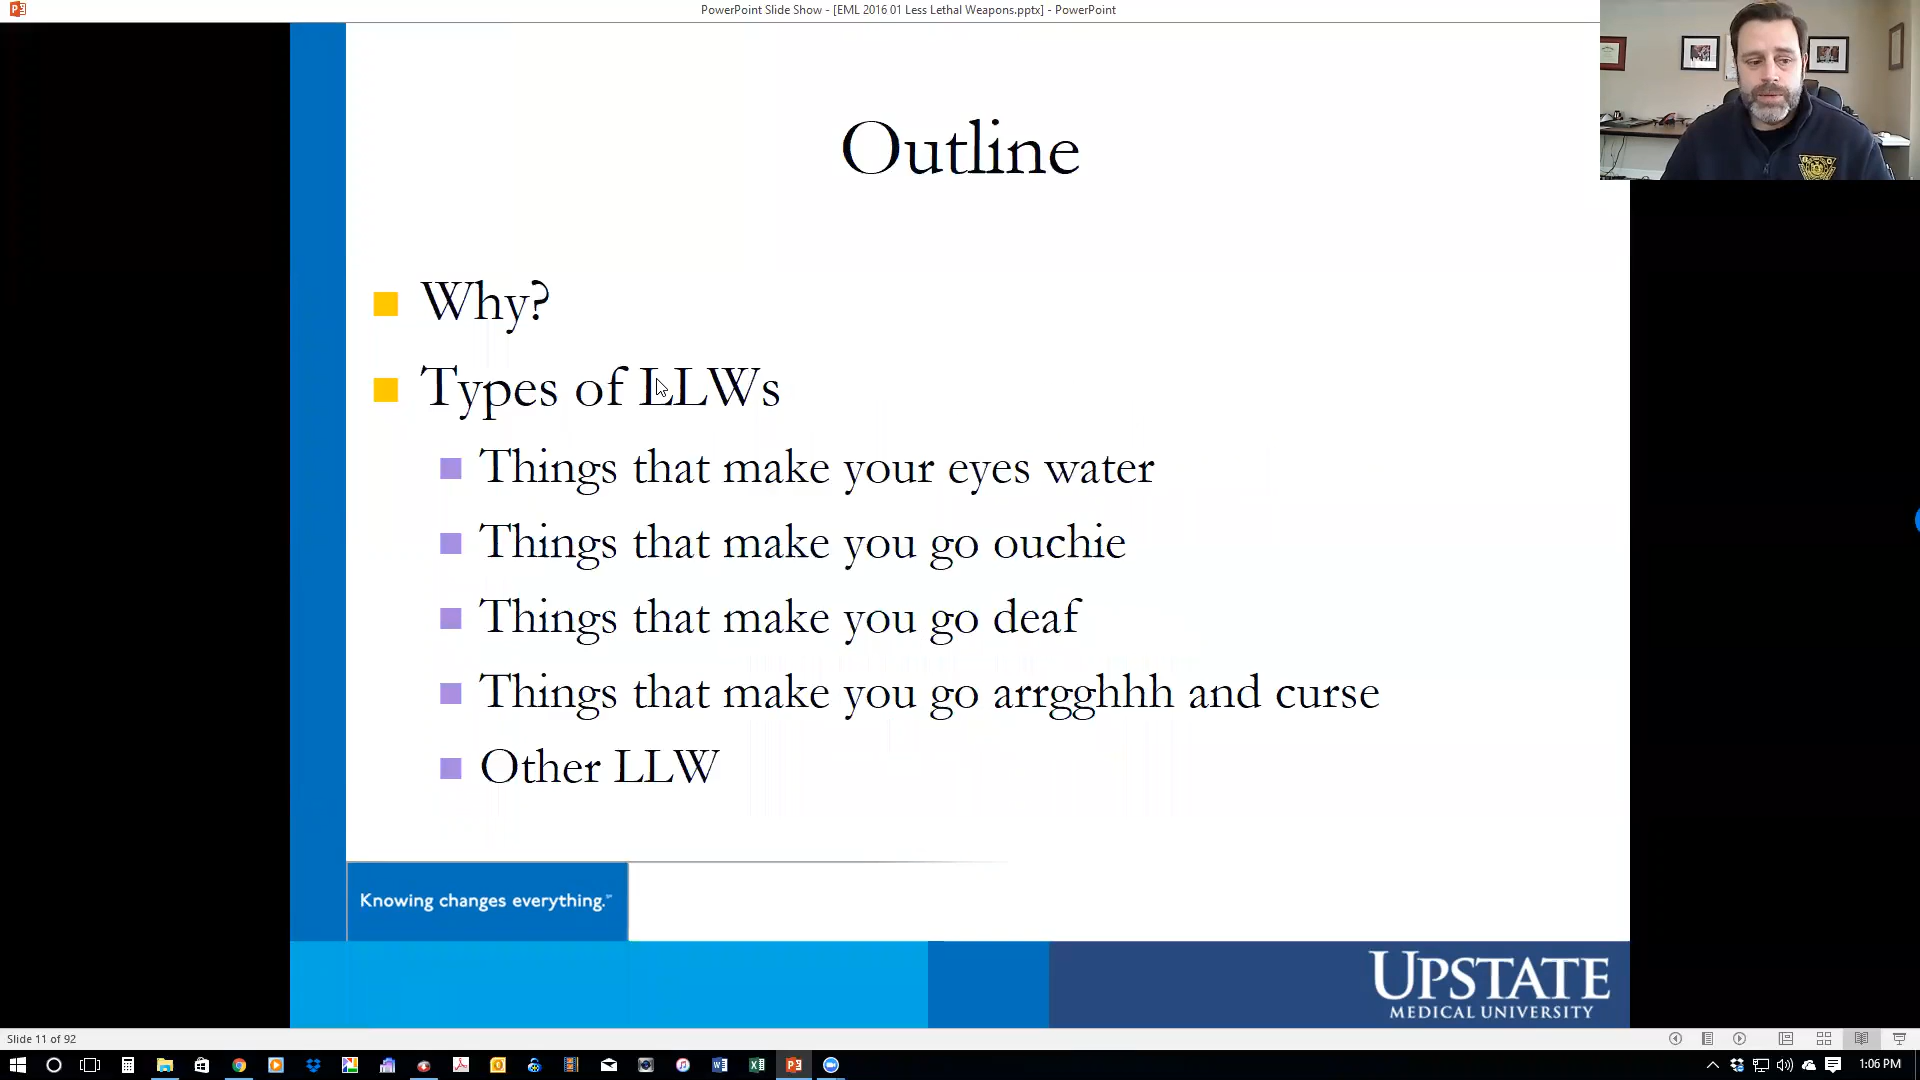 PowerPoint Slide Show - [EML 2016 01 Less Lethal Weapons.pptx] - PowerPoint
Outline
Why?
Types of LLWs
Things that make your eyes water
Things that make you go ouchie
Things that make you go deaf
Things that make you go arrgghhh and curse
Other LLW
Knowing changes everything.
UPSTATE
MEDICAL UNIVERSITY
Slide 11 of 92
1:06 PM